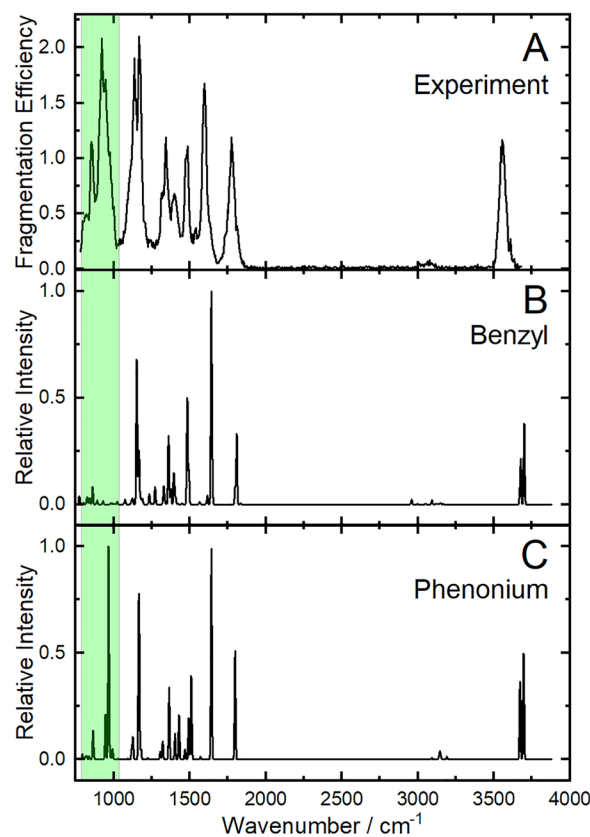 A
Experiment
Fragmentation Efficiency
2.0
1.5
1.0
0.5
0.0
B
Benzyl
Relative Intensity
0.5
0.0
C
Phenonium
Relative Intensity
1.0
0.5
0.0
1000
1500
2000
2500
3000
3500
4000
Wavenumber / cm⁻¹